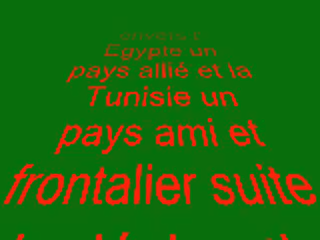 Egypte un
pays allié et la
Tunisie un
pays ami et
frontalier suite